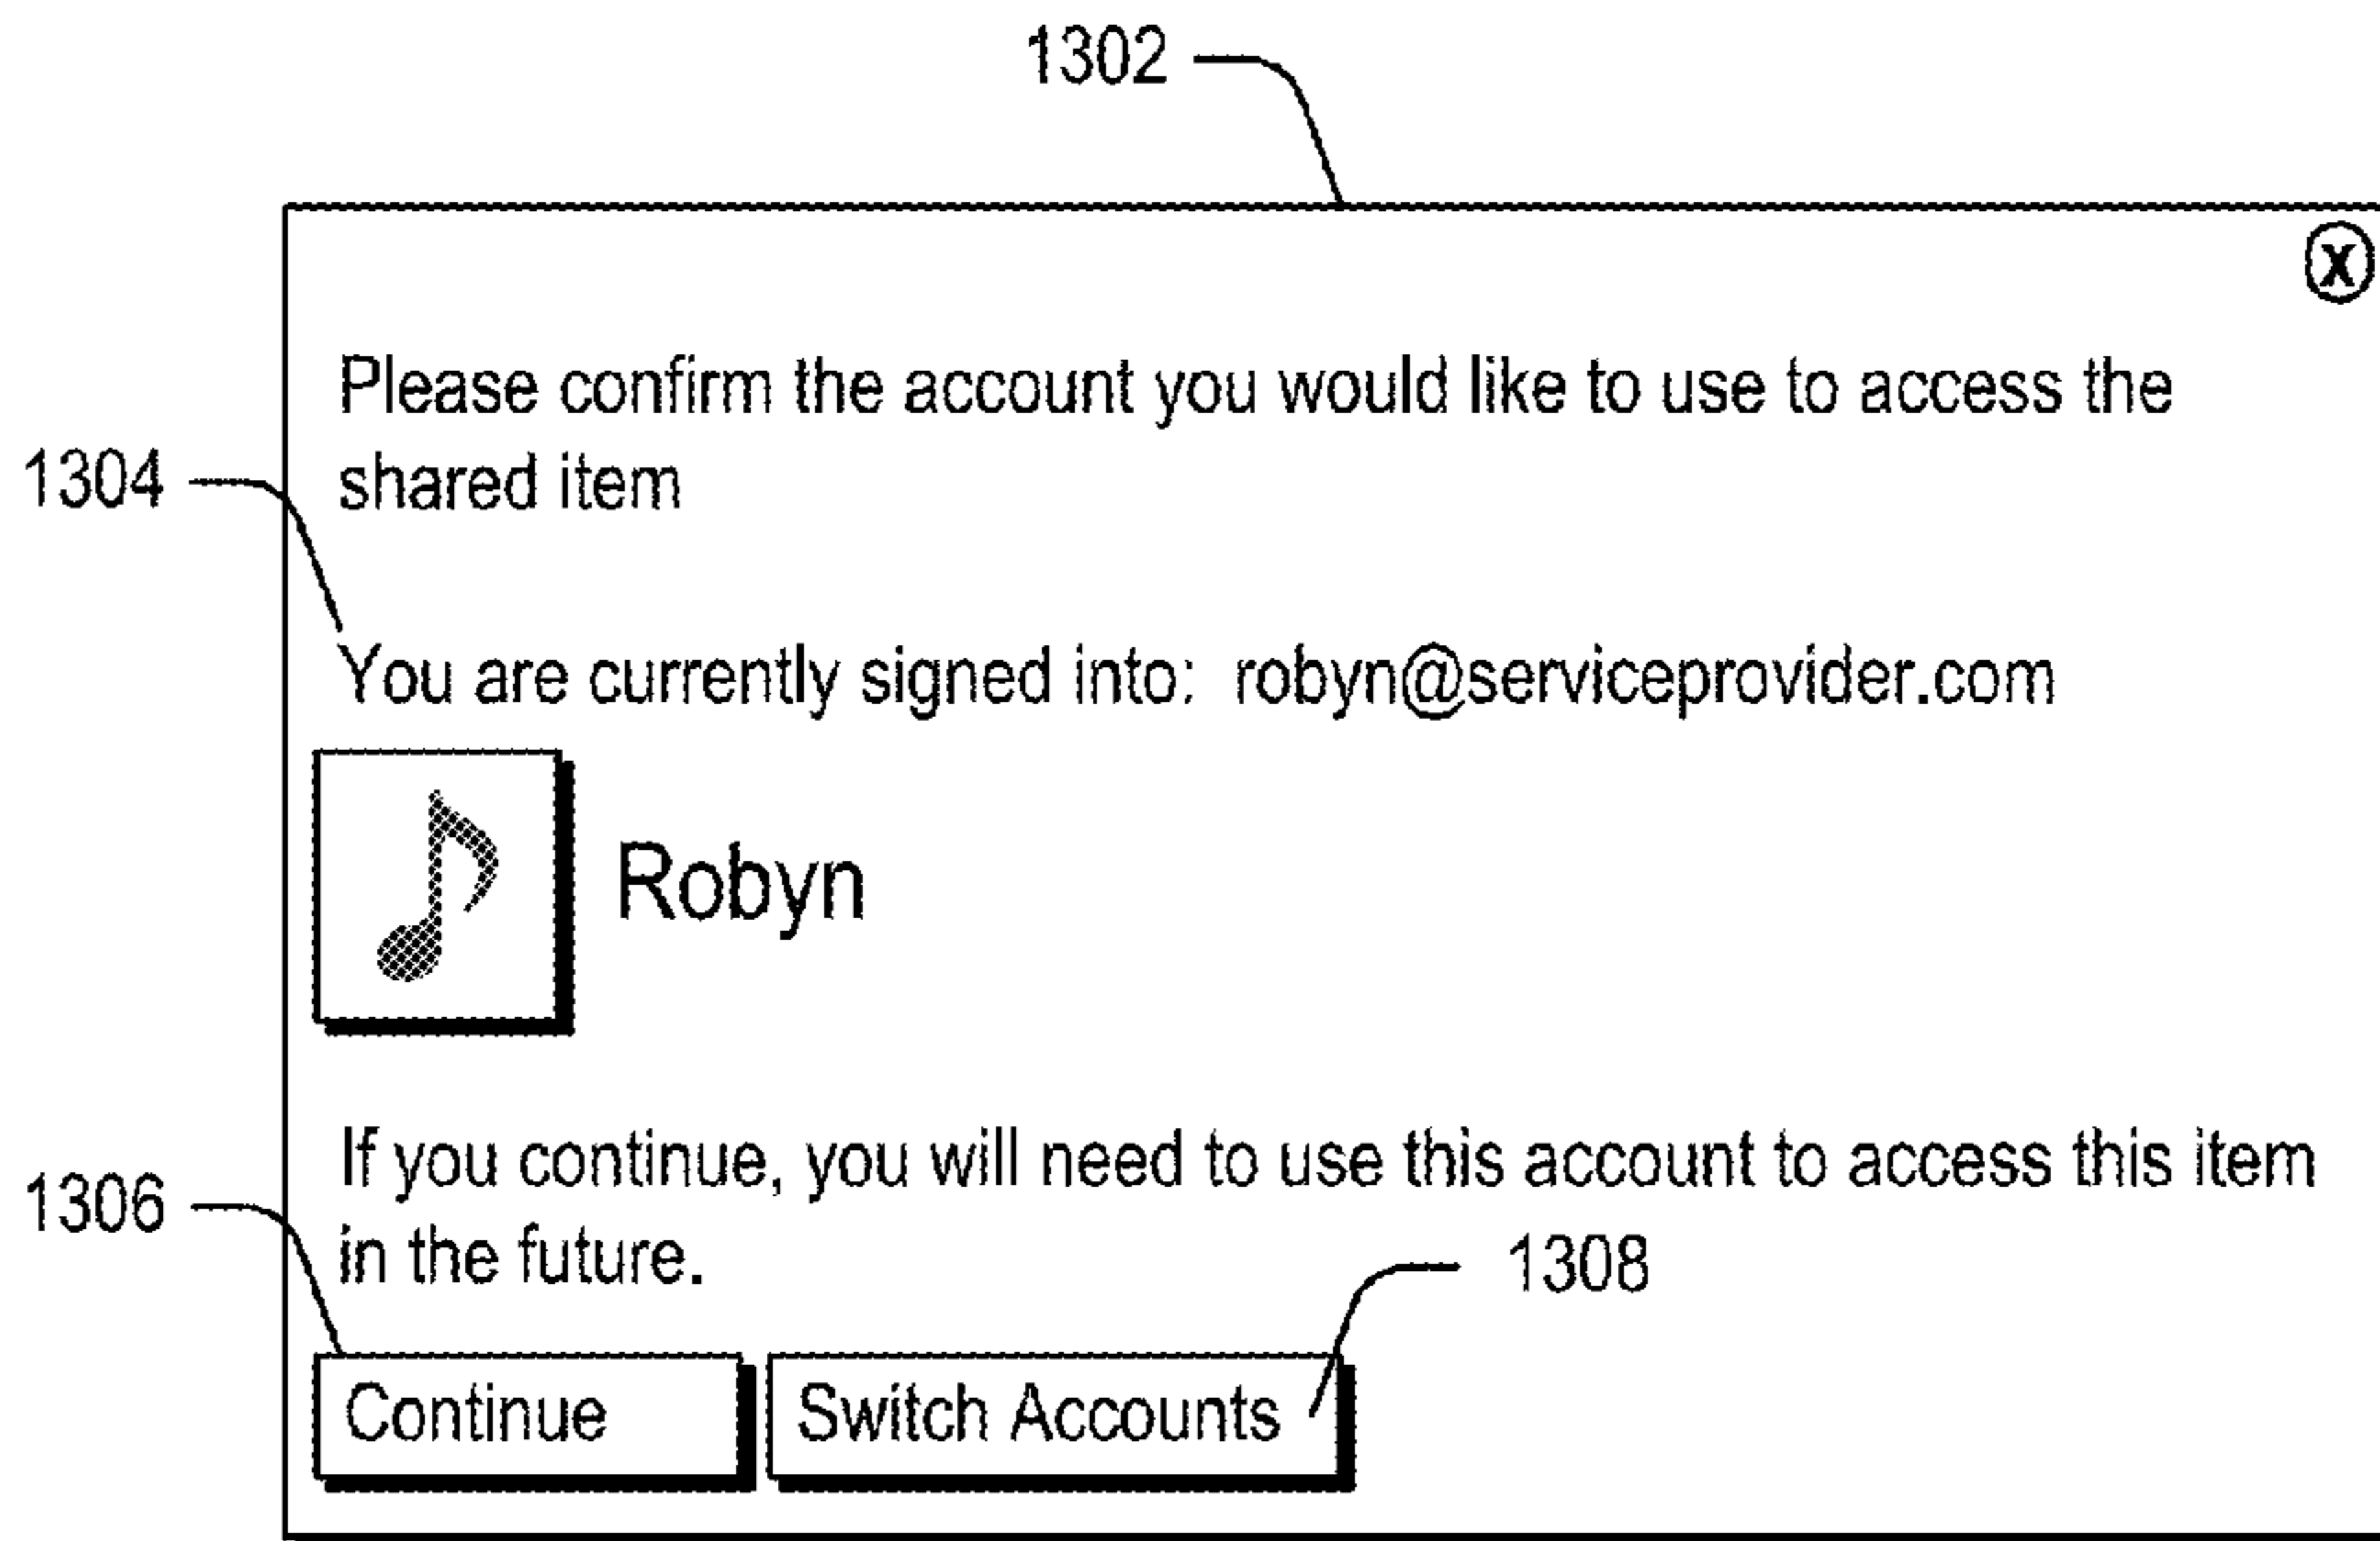 1302
X
Please confirm the account you would like to use to access the
shared item
1304
You are currently signed into: robyn@serviceprovider.com
Robyn
If you continue, you will need to use this account to access this item
1306
in the future.
1308
Continue
Switch Accounts